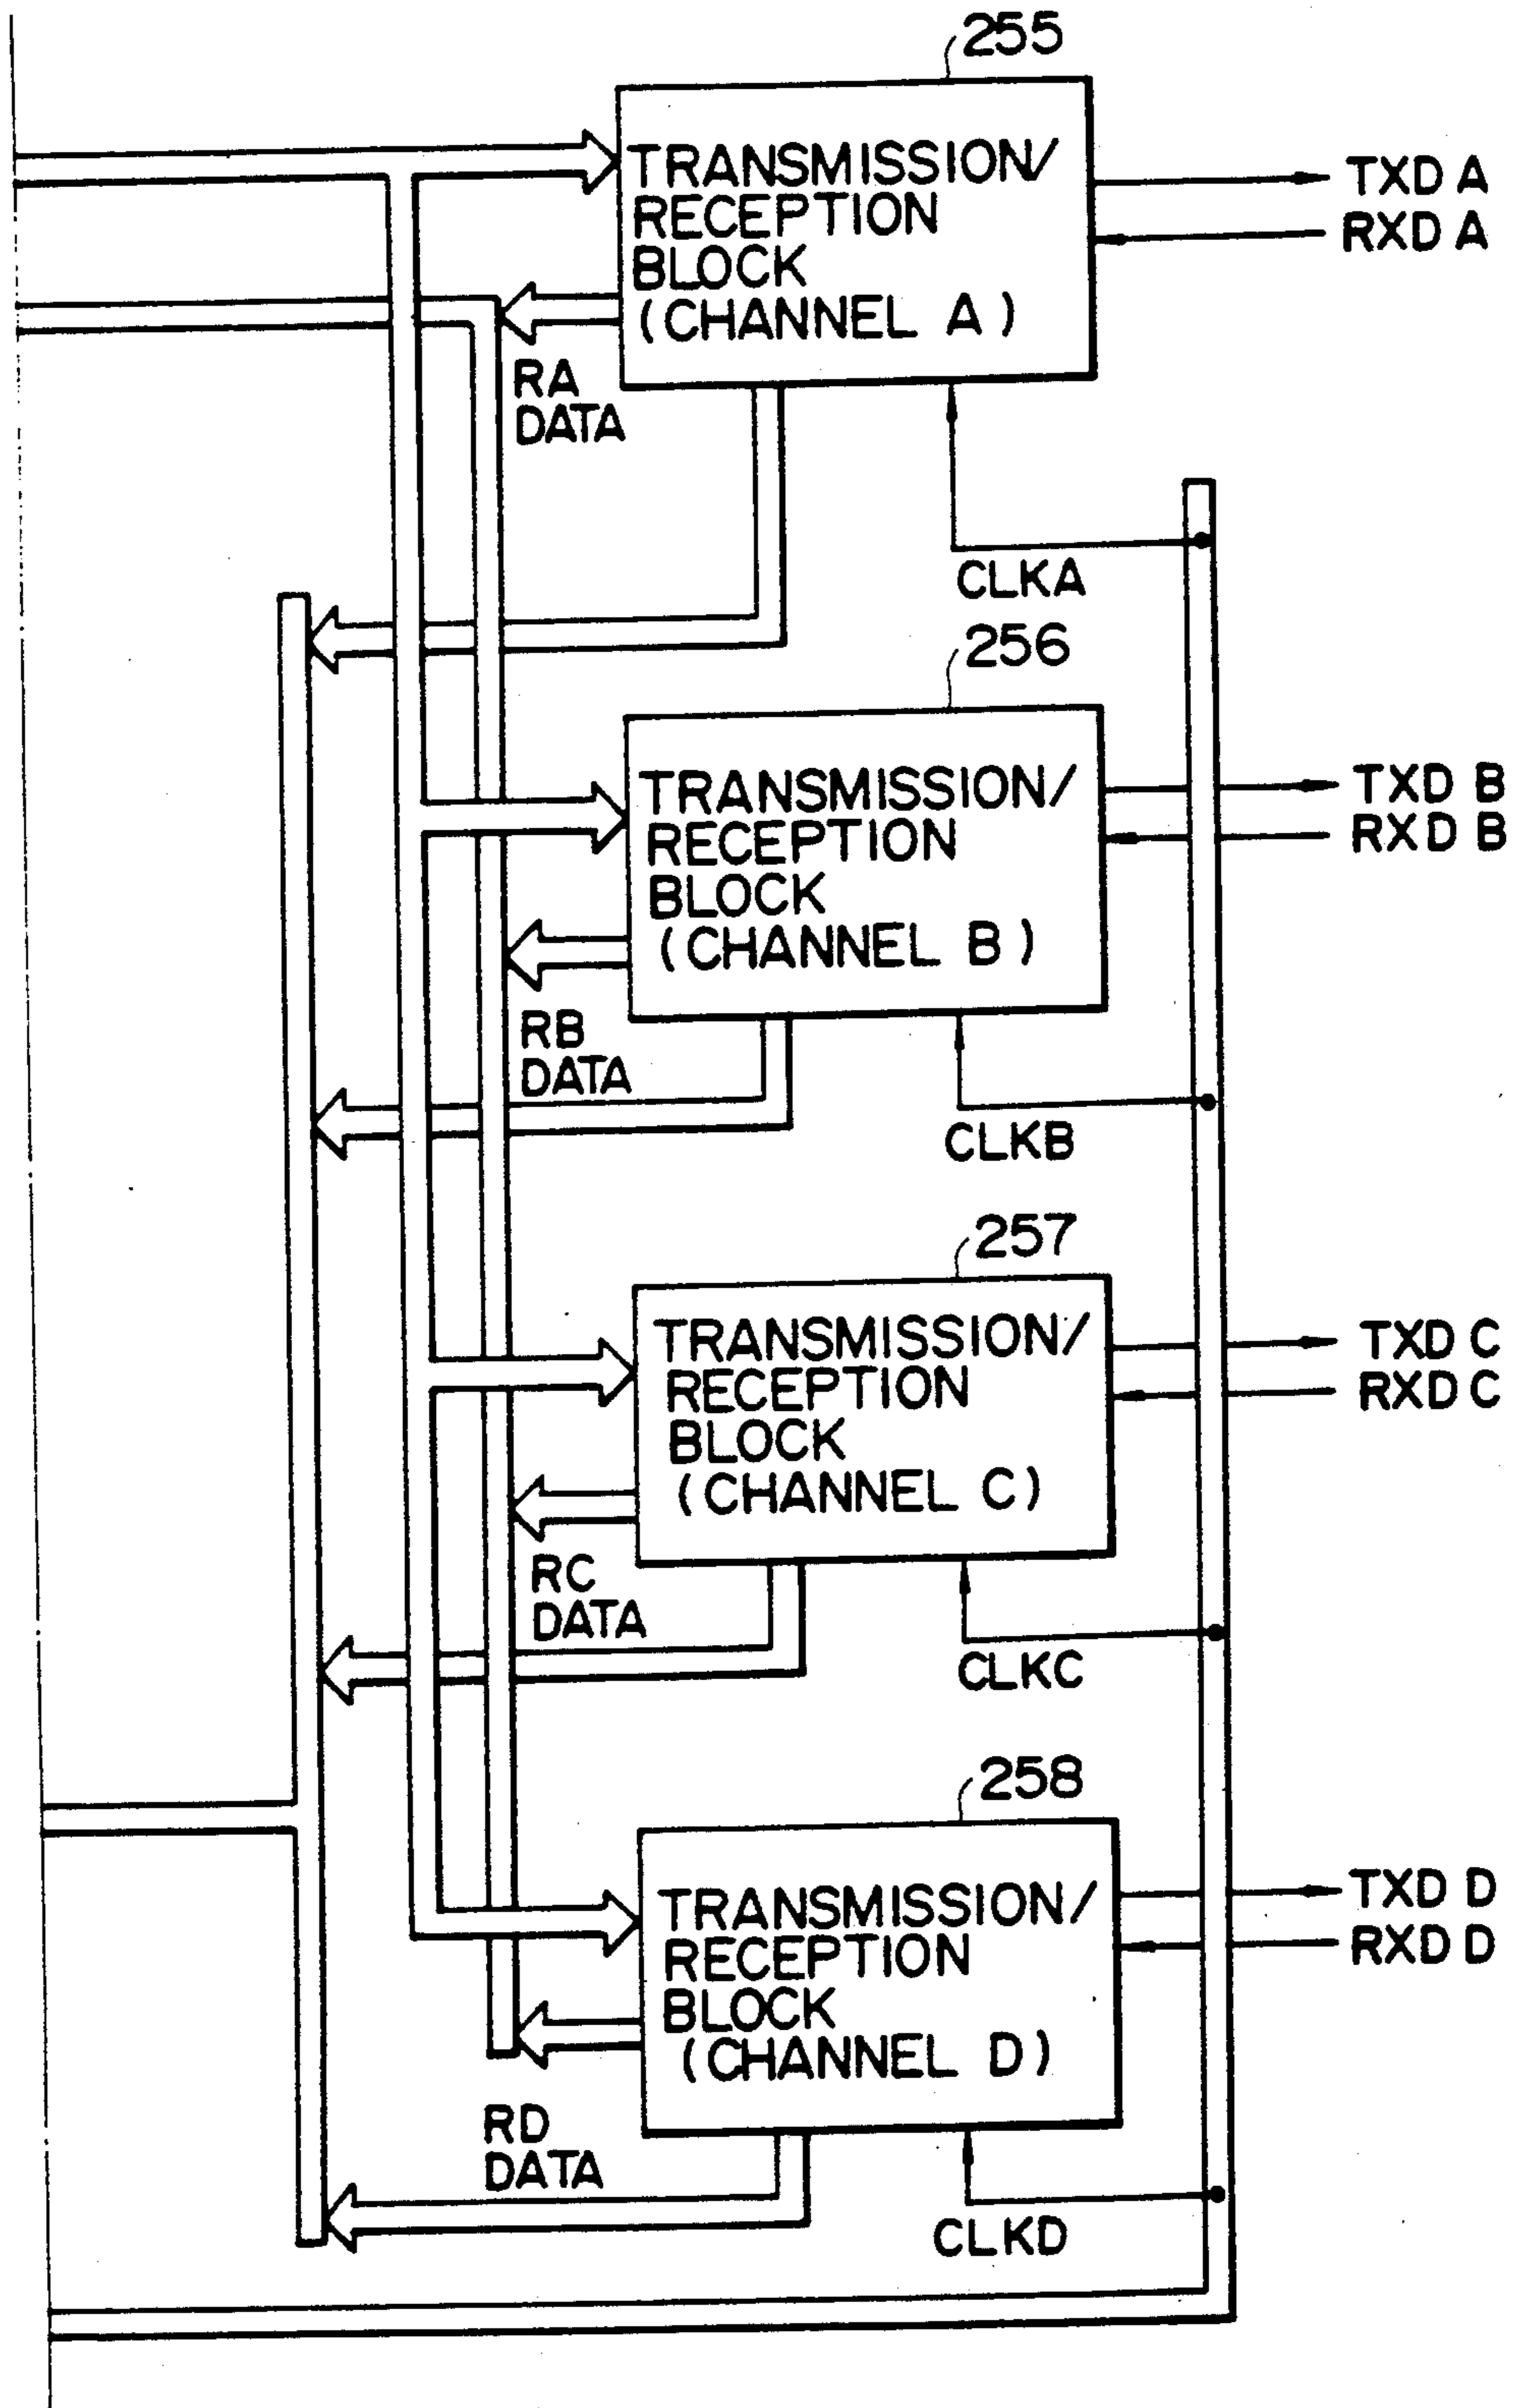 255
TRANSMISSION/
RECEPTION
BLOCK
(CHANNEL A)
TXD A
RXD A
RA
DATA
CLKA
256
TRANSMISSION/
RECEPTION
BLOCK
(CHANNEL B)
TXD B
RXD B
RB
DATA
CLKB
257
TRANSMISSION/
RECEPTION
BLOCK
(CHANNEL C)
TXD C
RXD C
RC
DATA
CLKC
258
TRANSMISSION/
RECEPTION
BLOCK
(CHANNEL D)
TXD D
RXD D
RD
DATA
CLKD